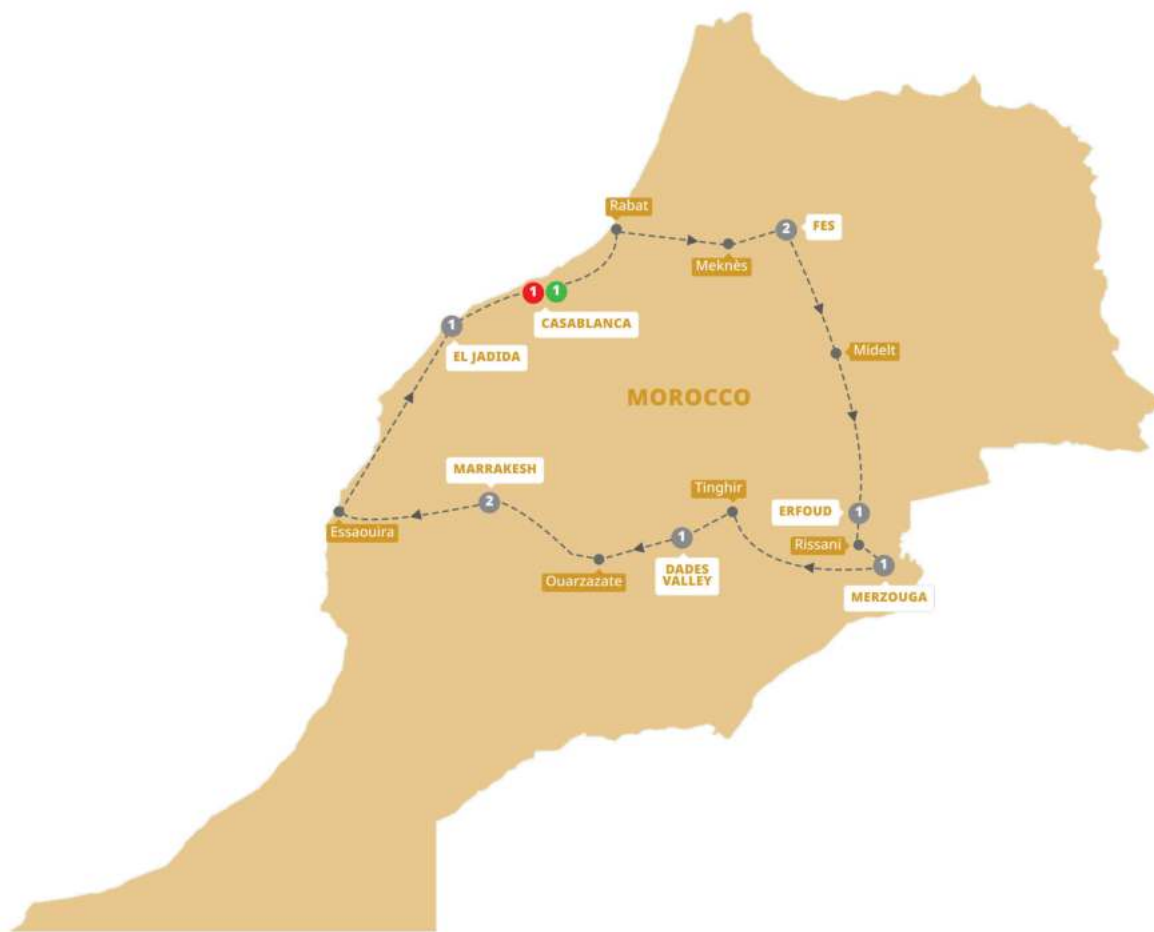 Rabat
2
FES
Meknès
1
1
CASABLANCA
1
EL JADIDA
Midelt
MOROCCO
MARRAKESH
2
Tinghir
ERFOUD
1
Essaouira
Rissani
1
DADES
VALLEY
Ouarzazate
1
MERZOUGA